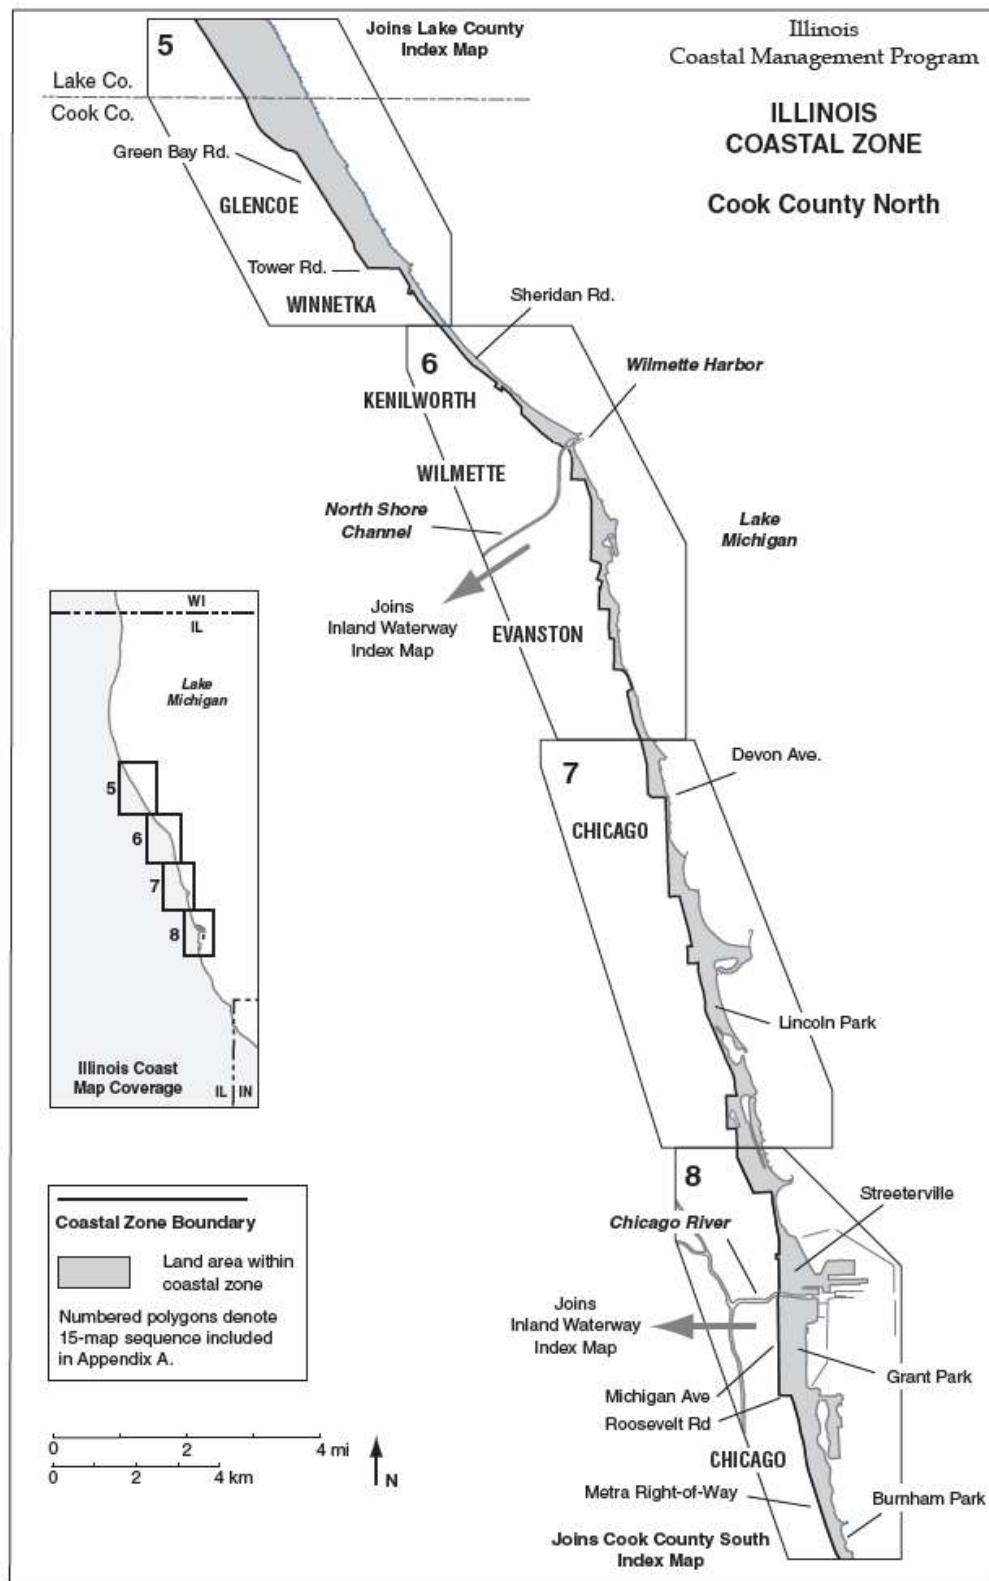 Illinois
Coastal Management Program
ILLINOIS
COASTAL ZONE
Cook County North
5
Joins Lake County
Index Map
Lake Co.
Cook Co.
Green Bay Rd.
GLENCOE
Tower Rd.
WINNETKA
Sheridan Rd.
6
Wilmette Harbor
KENILWORTH
WILMETTE
North Shore
Channel
Lake
Michigan
Joins
Inland Waterway
Index Map
EVANSTON
WI
IL
Lake
Michigan
5
6
7
8
Illinois Coast
Map Coverage
IL
IN
7
Devon Ave.
CHICAGO
Lincoln Park
8
Streeterville
Chicago River
Joins
Inland Waterway
Index Map
Grant Park
Michigan Ave
Roosevelt Rd
CHICAGO
Metra Right-of-Way
Burnham Park
Joins Cook County South
Index Map
Coastal Zone Boundary
Land area within
coastal zone
Numbered polygons denote
15-map sequence included
in Appendix A.
0 2 4 mi
0 2 4 km
N